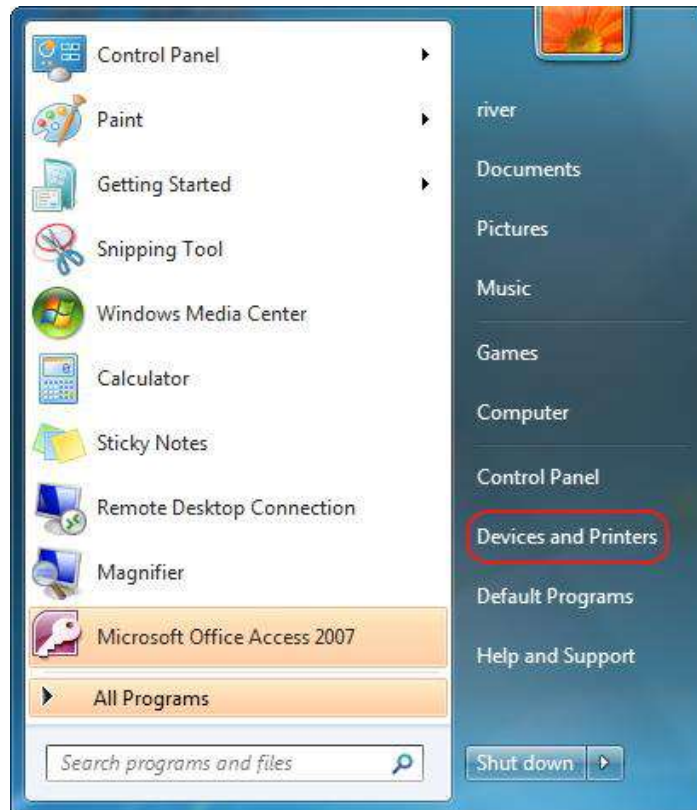 Control Panel
Paint
Getting Started
Snipping Tool
Windows Media Center
Calculator
Sticky Notes
Remote Desktop Connection
Magnifier
Microsoft Office Access 2007
All Programs
Search programs and files
river
Documents
Pictures
Music
Games
Computer
Control Panel
Devices and Printers
Default Programs
Help and Support
Shut down